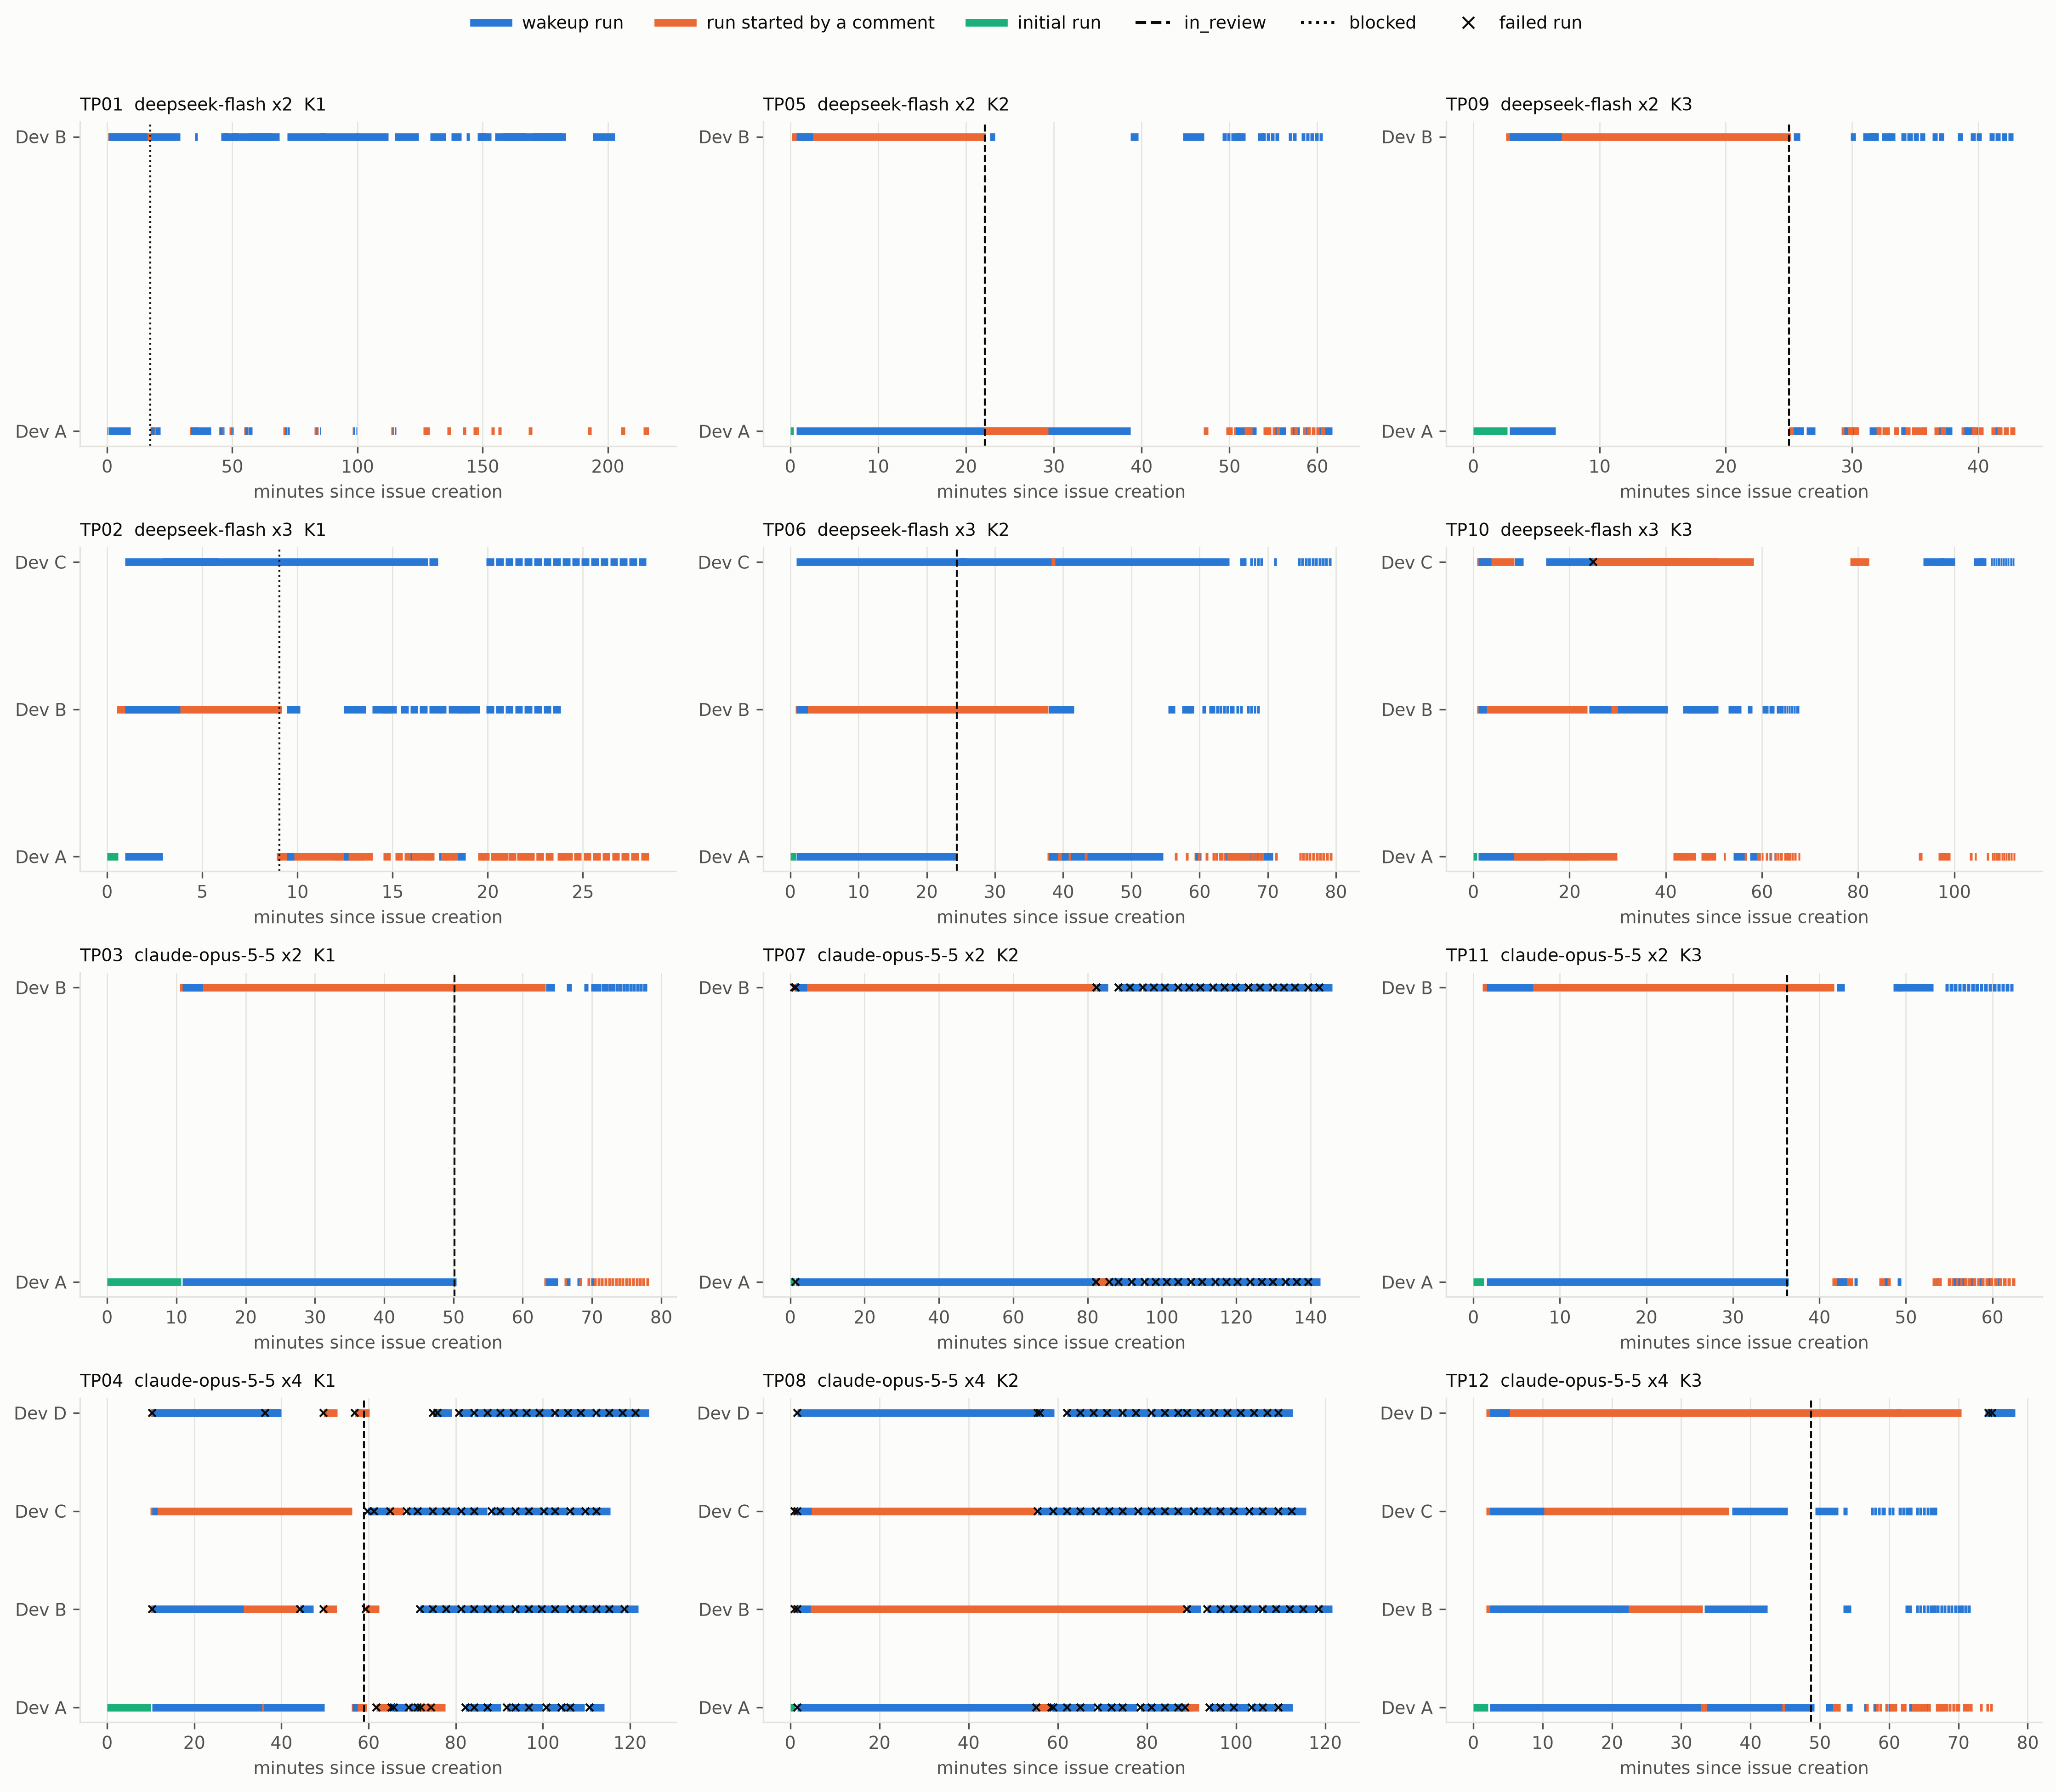 wakeup run run started by a comment initial run in_review blocked failed run
TP01 deepseek-flash x2 K1
Dev B
Dev A
0 50 100 150 200
minutes since issue creation
TP05 deepseek-flash x2 K2
Dev B
Dev A
0 10 20 30 40 50 60
minutes since issue creation
TP09 deepseek-flash x2 K3
Dev B
Dev A
0 10 20 30 40
minutes since issue creation
TP02 deepseek-flash x3 K1
Dev C
Dev B
Dev A
0 5 10 15 20 25
minutes since issue creation
TP06 deepseek-flash x3 K2
Dev C
Dev B
Dev A
0 10 20 30 40 50 60 70 80
minutes since issue creation
TP10 deepseek-flash x3 K3
Dev C
Dev B
Dev A
0 20 40 60 80 100
minutes since issue creation
TP03 claude-opus-5-5 x2 K1
Dev B
Dev A
0 10 20 30 40 50 60 70 80
minutes since issue creation
TP07 claude-opus-5-5 x2 K2
Dev B
Dev A
0 20 40 60 80 100 120 140
minutes since issue creation
TP11 claude-opus-5-5 x2 K3
Dev B
Dev A
0 10 20 30 40 50 60
minutes since issue creation
TP04 claude-opus-5-5 x4 K1
Dev D
Dev C
Dev B
Dev A
0 20 40 60 80 100 120
minutes since issue creation
TP08 claude-opus-5-5 x4 K2
Dev D
Dev C
Dev B
Dev A
0 20 40 60 80 100 120
minutes since issue creation
TP12 claude-opus-5-5 x4 K3
Dev D
Dev C
Dev B
Dev A
0 10 20 30 40 50 60 70 80
minutes since issue creation